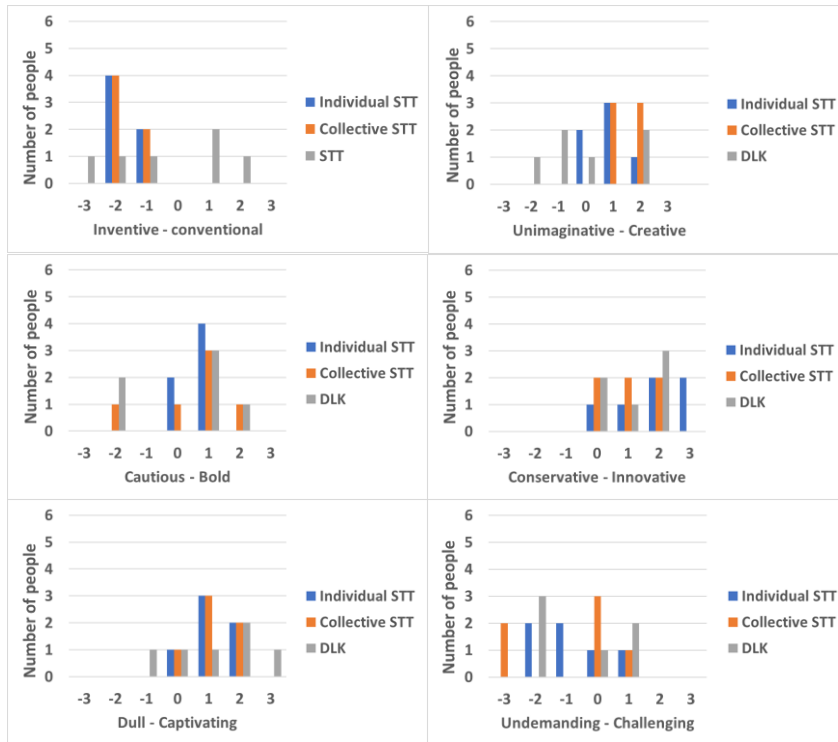 Number of people
6
5
4
3
2
1
0
-3 -2 -1 0 1 2 3
Inventive - conventional
Individual STT
Collective STT
STT
Number of people
6
5
4
3
2
1
0
-3 -2 -1 0 1 2 3
Unimaginative - Creative
Individual STT
Collective STT
DLK
Number of people
6
5
4
3
2
1
0
-3 -2 -1 0 1 2 3
Cautious - Bold
Individual STT
Collective STT
DLK
Number of people
6
5
4
3
2
1
0
-3 -2 -1 0 1 2 3
Conservative - Innovative
Individual STT
Collective STT
DLK
Number of people
6
5
4
3
2
1
0
-3 -2 -1 0 1 2 3
Dull - Captivating
Individual STT
Collective STT
DLK
Number of people
6
5
4
3
2
1
0
-3 -2 -1 0 1 2 3
Undemanding - Challenging
Individual STT
Collective STT
DLK